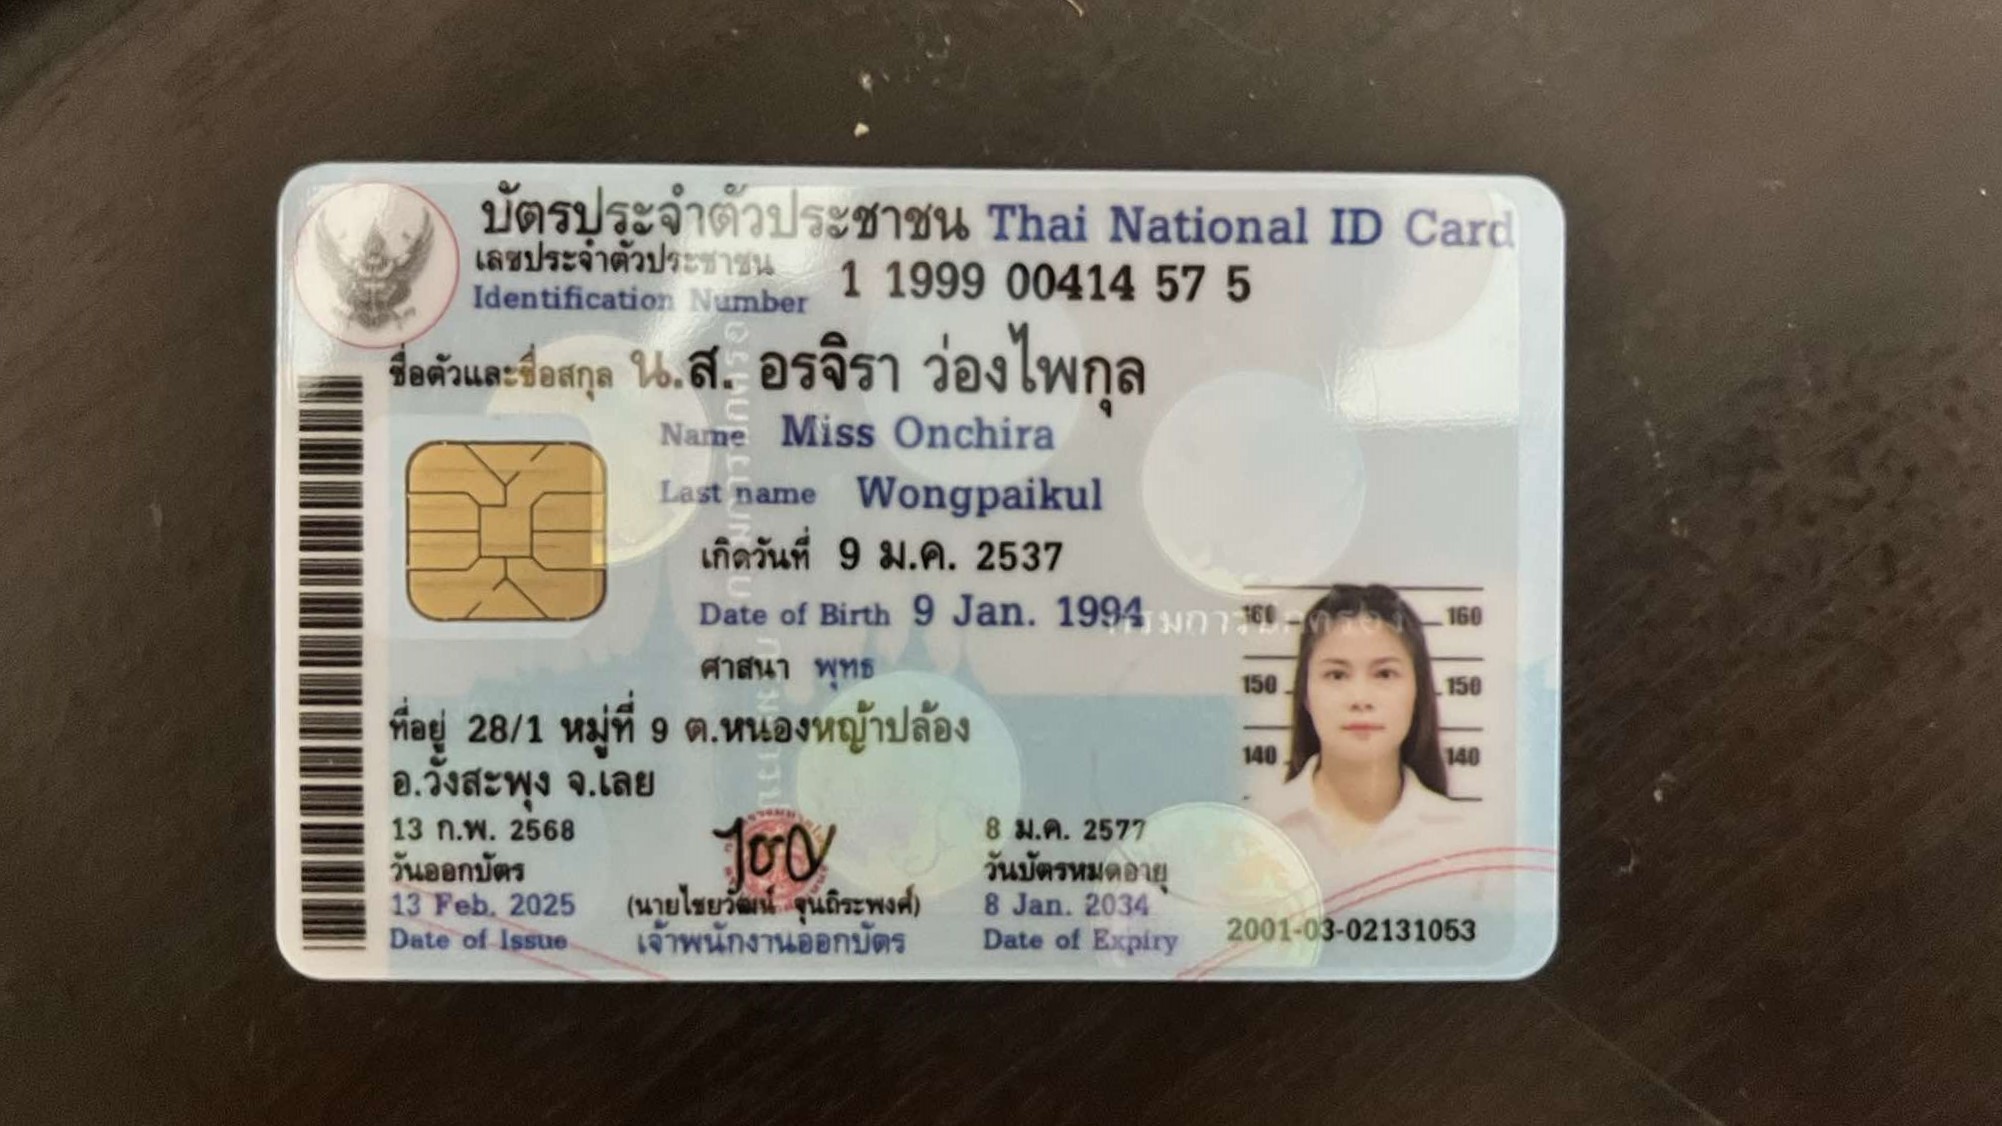 บัตรประจำตัวประชาชน Thai National ID Card
เลขประจำตัวประชาชน
Identification Number 1 1999 00414 57 5
ชื่อตัวและชื่อสกุล น.ส. อรจิรา ว่องไพกุล
Name Miss Onchira
Last name Wongpaikul
เกิดวันที่ 9 ม.ค. 2537
Date of Birth 9 Jan. 1994
ศาสนา พุทธ
ที่อยู่ 28/1 หมู่ที่ 9 ต.หนองหญ้าปล้อง
อ.วังสะพุง จ.เลย
160 160
150 150
140 140
13 ก.พ. 2568
วันออกบัตร
13 Feb. 2025
Date of Issue
(นายไชยวัฒน์ จุนถิระพงศ์)
เจ้าพนักงานออกบัตร
8 ม.ค. 2577
วันบัตรหมดอายุ
8 Jan. 2034
Date of Expiry
2001-03-02131053